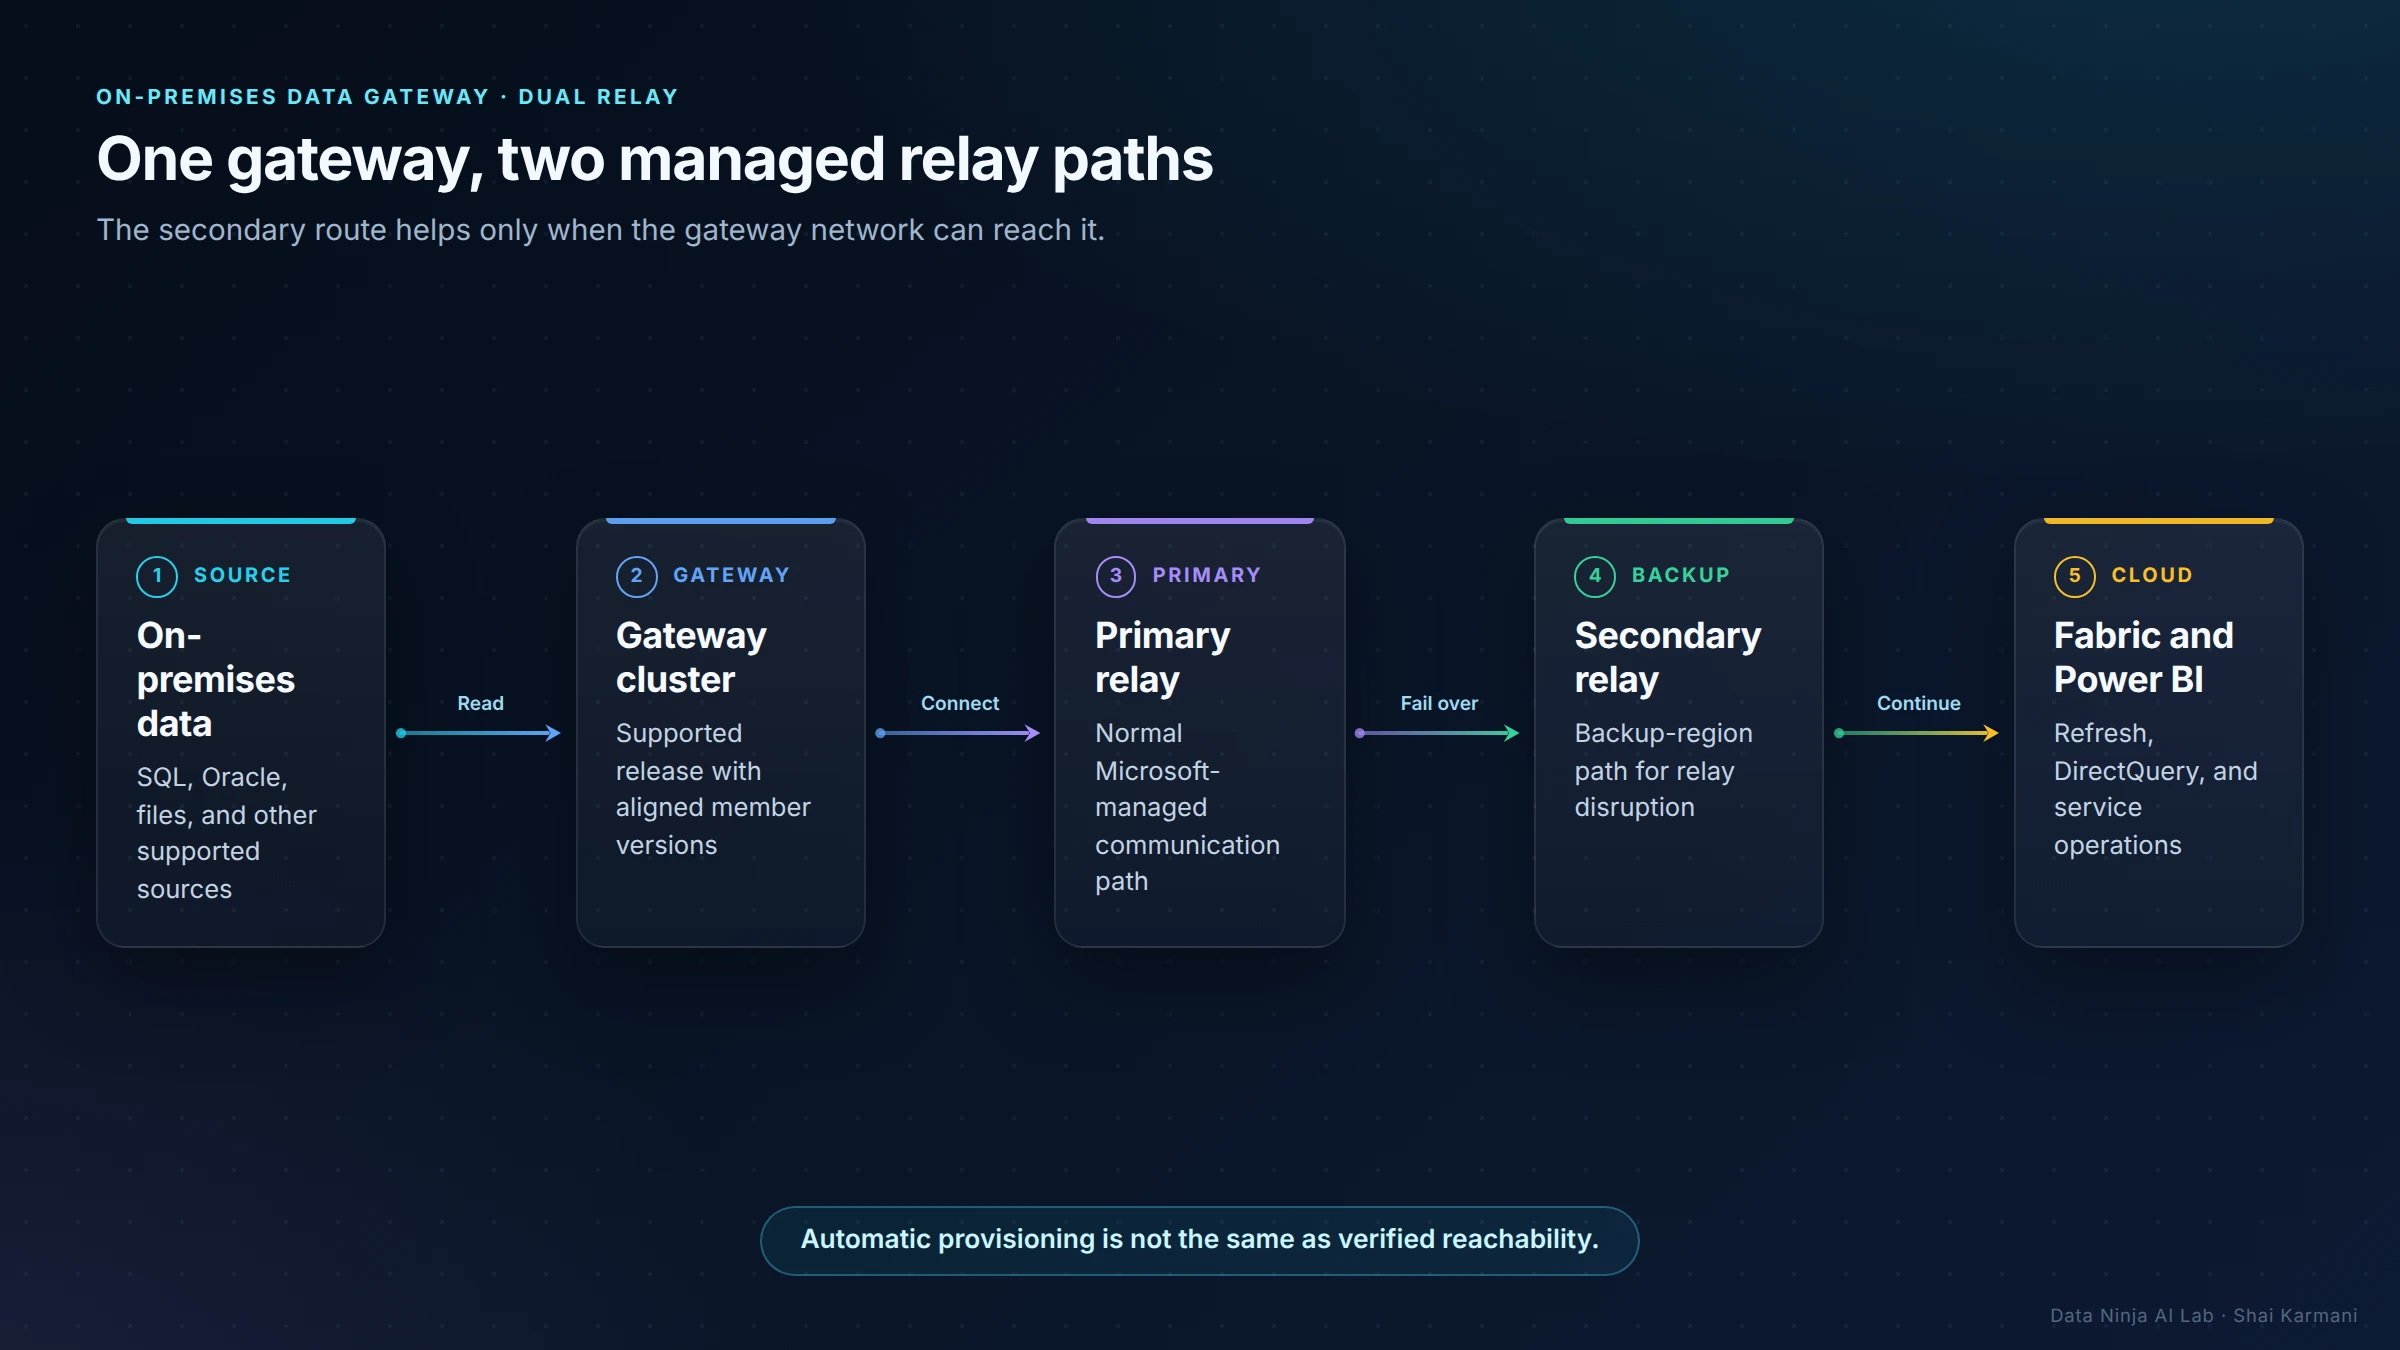 ON-PREMISES DATA GATEWAY · DUAL RELAY
One gateway, two managed relay paths
The secondary route helps only when the gateway network can reach it.
1 SOURCE
On-
premises
data
SQL, Oracle,
files, and other
supported
sources
Read
2 GATEWAY
Gateway
cluster
Supported
release with
aligned member
versions
Connect
3 PRIMARY
Primary
relay
Normal
Microsoft-
managed
communication
path
Fail over
4 BACKUP
Secondary
relay
Backup-region
path for relay
disruption
Continue
5 CLOUD
Fabric and
Power BI
Refresh,
DirectQuery, and
service
operations
Automatic provisioning is not the same as verified reachability.
Data Ninja AI Lab · Shai Karmani